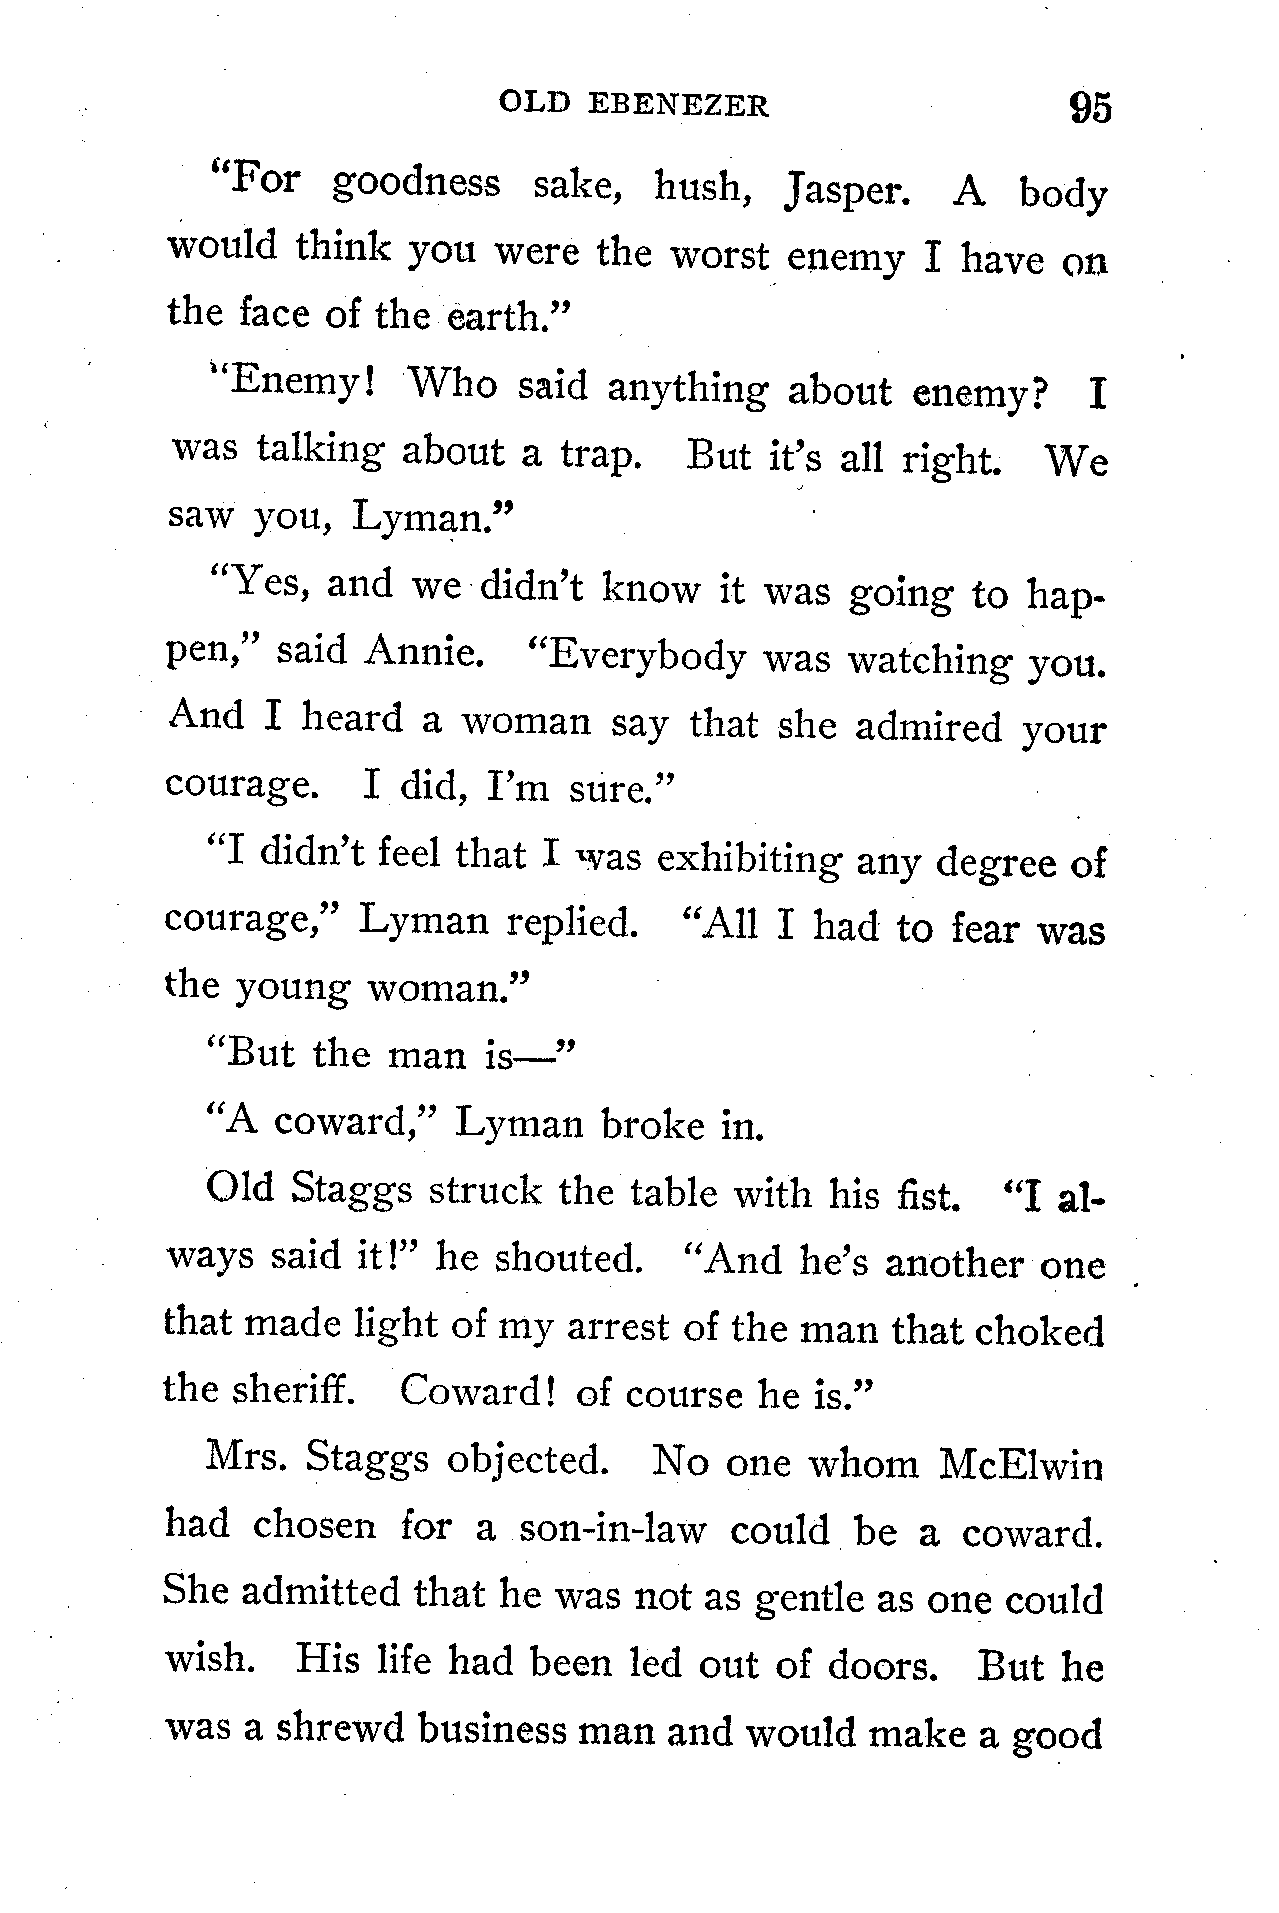 OLD EBENEZER 95
“For goodness sake, hush, Jasper. A body
would think you were the worst enemy I have on
the face of the earth.”
“Enemy! Who said anything about enemy? I
was talking about a trap. But it’s all right. We
saw you, Lyman.”
“Yes, and we didn’t know it was going to hap-
pen,” said Annie. “Everybody was watching you.
And I heard a woman say that she admired your
courage. I did, I’m sure.”
“I didn’t feel that I was exhibiting any degree of
courage,” Lyman replied. “All I had to fear was
the young woman.”
“But the man is—”
“A coward,” Lyman broke in.
Old Staggs struck the table with his fist. “I al-
ways said it!” he shouted. “And he’s another one
that made light of my arrest of the man that choked
the sheriff. Coward! of course he is.”
Mrs. Staggs objected. No one whom McElwin
had chosen for a son-in-law could be a coward.
She admitted that he was not as gentle as one could
wish. His life had been led out of doors. But he
was a shrewd business man and would make a good